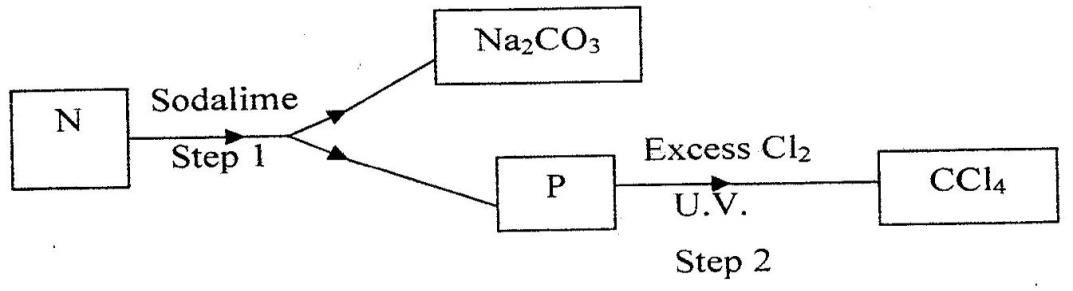 Na₂CO₃
N
Sodalime
Step 1
P
Excess Cl₂
U.V.
Step 2
CCl₄